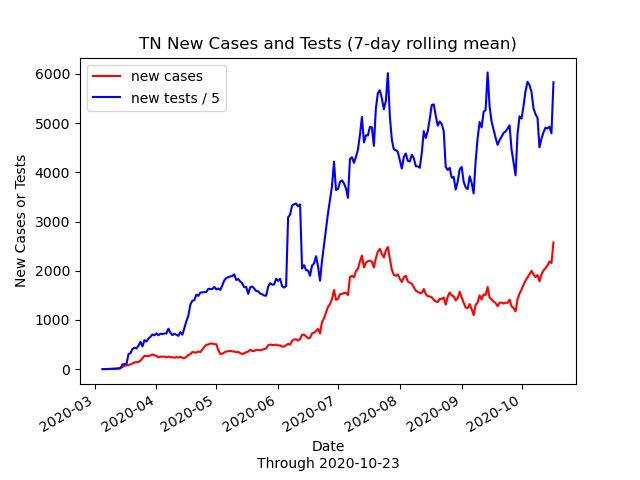 TN New Cases and Tests (7-day rolling mean)
new cases
new tests / 5
6000
5000
4000
3000
2000
1000
0
New Cases or Tests
2020-03
2020-04
2020-05
2020-06
2020-07
2020-08
2020-09
2020-10
Date
Through 2020-10-23